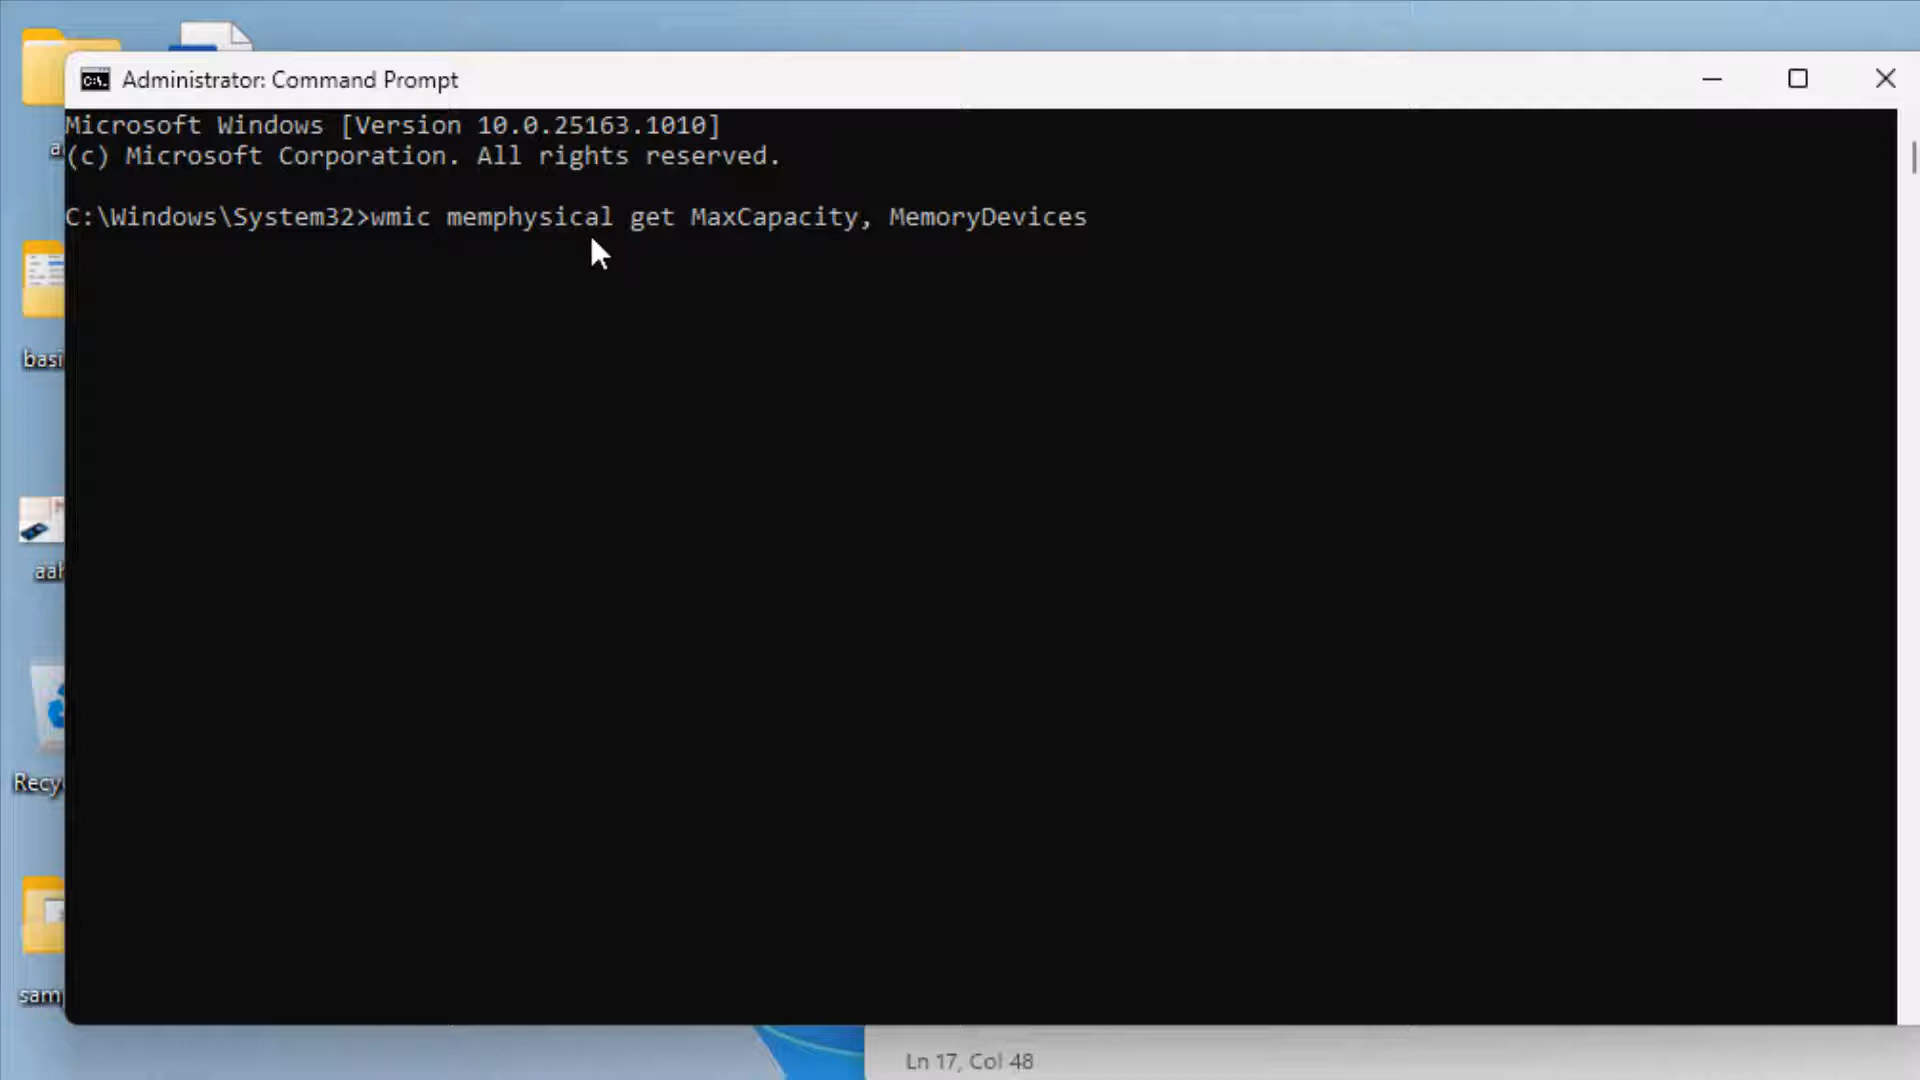 Administrator: Command Prompt
Microsoft Windows [Version 10.0.25163.1010]
(c) Microsoft Corporation. All rights reserved.
C:\Windows\System32>wmic memphysical get MaxCapacity, MemoryDevices
a
basi
aal
Recy
sam
Ln 17, Col 48